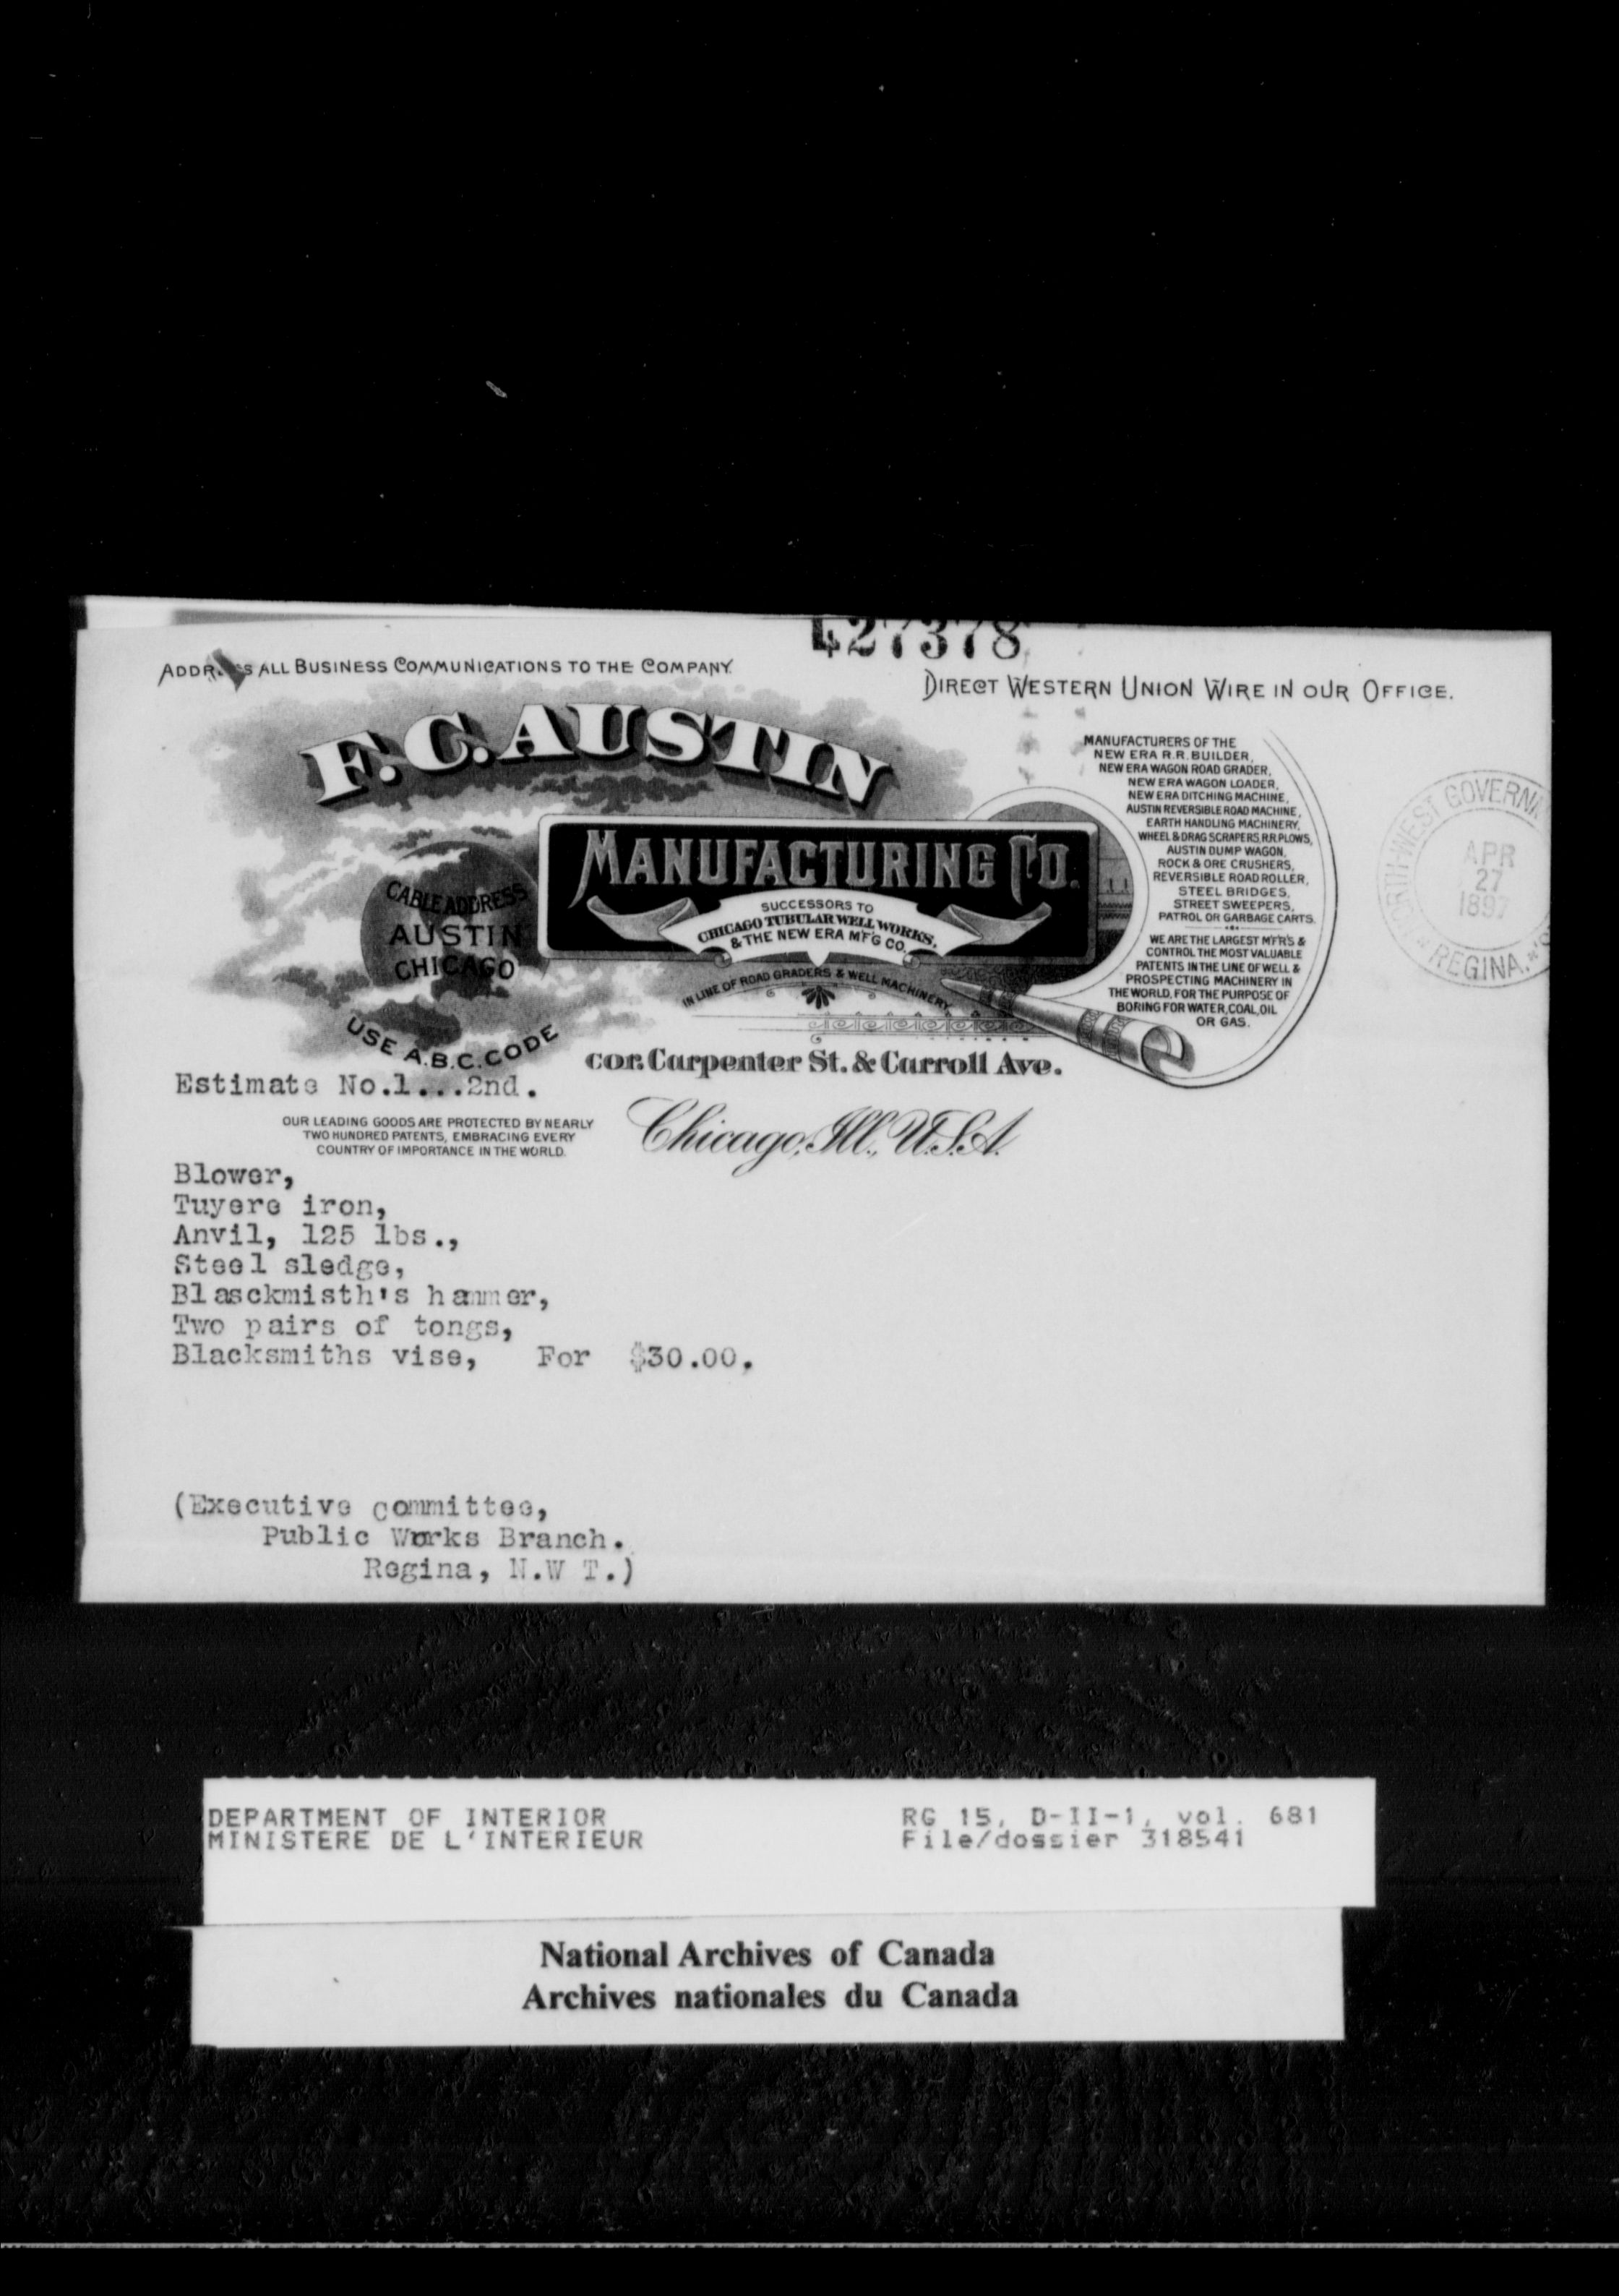 427378
ADDRESS ALL BUSINESS COMMUNICATIONS TO THE COMPANY.
DIRECT WESTERN UNION WIRE IN OUR OFFICE.
F.C. AUSTIN
MANUFACTURING CO.
SUCCESSORS TO
CHICAGO TUBULAR WELL WORKS,
& THE NEW ERA M'F'G CO.
IN LINE OF ROAD GRADERS & WELL MACHINERY
CABLE ADDRESS
AUSTIN
CHICAGO
USE A.B.C. CODE
MANUFACTURERS OF THE
NEW ERA R.R. BUILDER,
NEW ERA WAGON ROAD GRADER,
NEW ERA WAGON LOADER,
NEW ERA DITCHING MACHINE,
AUSTIN REVERSIBLE ROAD MACHINE,
EARTH HANDLING MACHINERY,
WHEEL & DRAG SCRAPERS, R.R. PLOWS,
AUSTIN DUMP WAGON,
ROCK & ORE CRUSHERS,
REVERSIBLE ROAD ROLLER,
STEEL BRIDGES,
STREET SWEEPERS,
PATROL OR GARBAGE CARTS.
WE ARE THE LARGEST M'F'R'S &
CONTROL THE MOST VALUABLE
PATENTS IN THE LINE OF WELL &
PROSPECTING MACHINERY IN
THE WORLD, FOR THE PURPOSE OF
BORING FOR WATER, COAL, OIL
OR GAS.
NORTH WEST GOVERN
APR
27
1897
REGINA.
cor. Carpenter St. & Carroll Ave.
Estimate No.1...2nd.
OUR LEADING GOODS ARE PROTECTED BY NEARLY
TWO HUNDRED PATENTS, EMBRACING EVERY
COUNTRY OF IMPORTANCE IN THE WORLD.
Chicago, Ill., U.S.A.
Blower,
Tuyere iron,
Anvil, 125 lbs.,
Steel sledge,
Blasckmisth's hammer,
Two pairs of tongs,
Blacksmiths vise, For $30.00.
(Executive committee,
Public Works Branch.
Regina, N.W T.)
DEPARTMENT OF INTERIOR
MINISTERE DE L'INTERIEUR
RG 15, D-II-1, vol. 681
File/dossier 318541
National Archives of Canada
Archives nationales du Canada